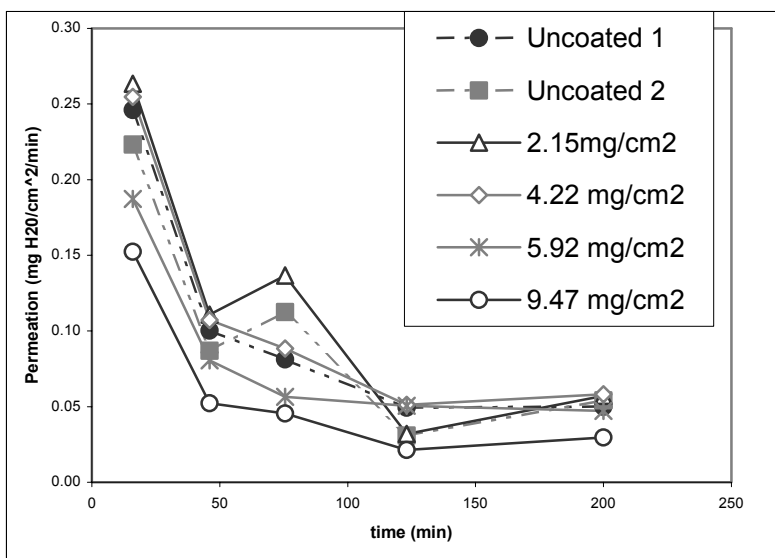 0.30
0.25
0.20
0.15
0.10
0.05
0.00
Permeation (mg H20/cm^2/min)
0
50
100
150
200
250
time (min)
Uncoated 1
Uncoated 2
2.15mg/cm2
4.22 mg/cm2
5.92 mg/cm2
9.47 mg/cm2